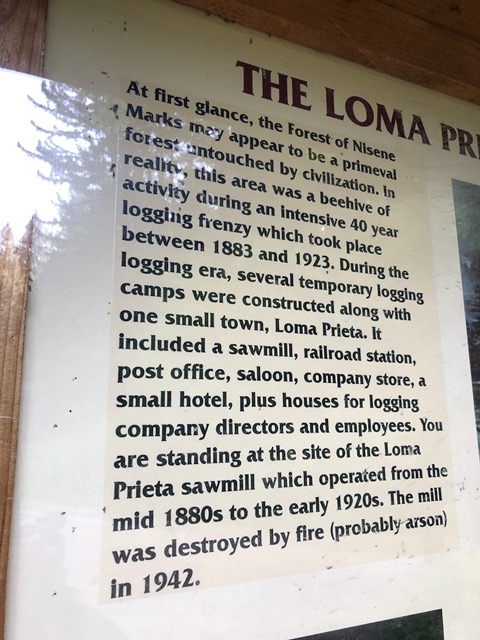 THE LOMA
At first glance, the Forest of Nisene
Marks may appear to be a primeval
forest untouched by civilization. In
reality, this area was a beehive of
activity during an intensive 40 year
logging frenzy which took place
between 1883 and 1923. During the
logging era, several temporary logging
camps were constructed along with
one small town, Loma Prieta. It
included a sawmill, railroad station,
post office, saloon, company store, a
small hotel, plus houses for logging
company directors and employees. You
are standing at the site of the Loma
Prieta sawmill which operated from the
mid 1880s to the early 1920s. The mill
was destroyed by fire (probably arson)
in 1942.